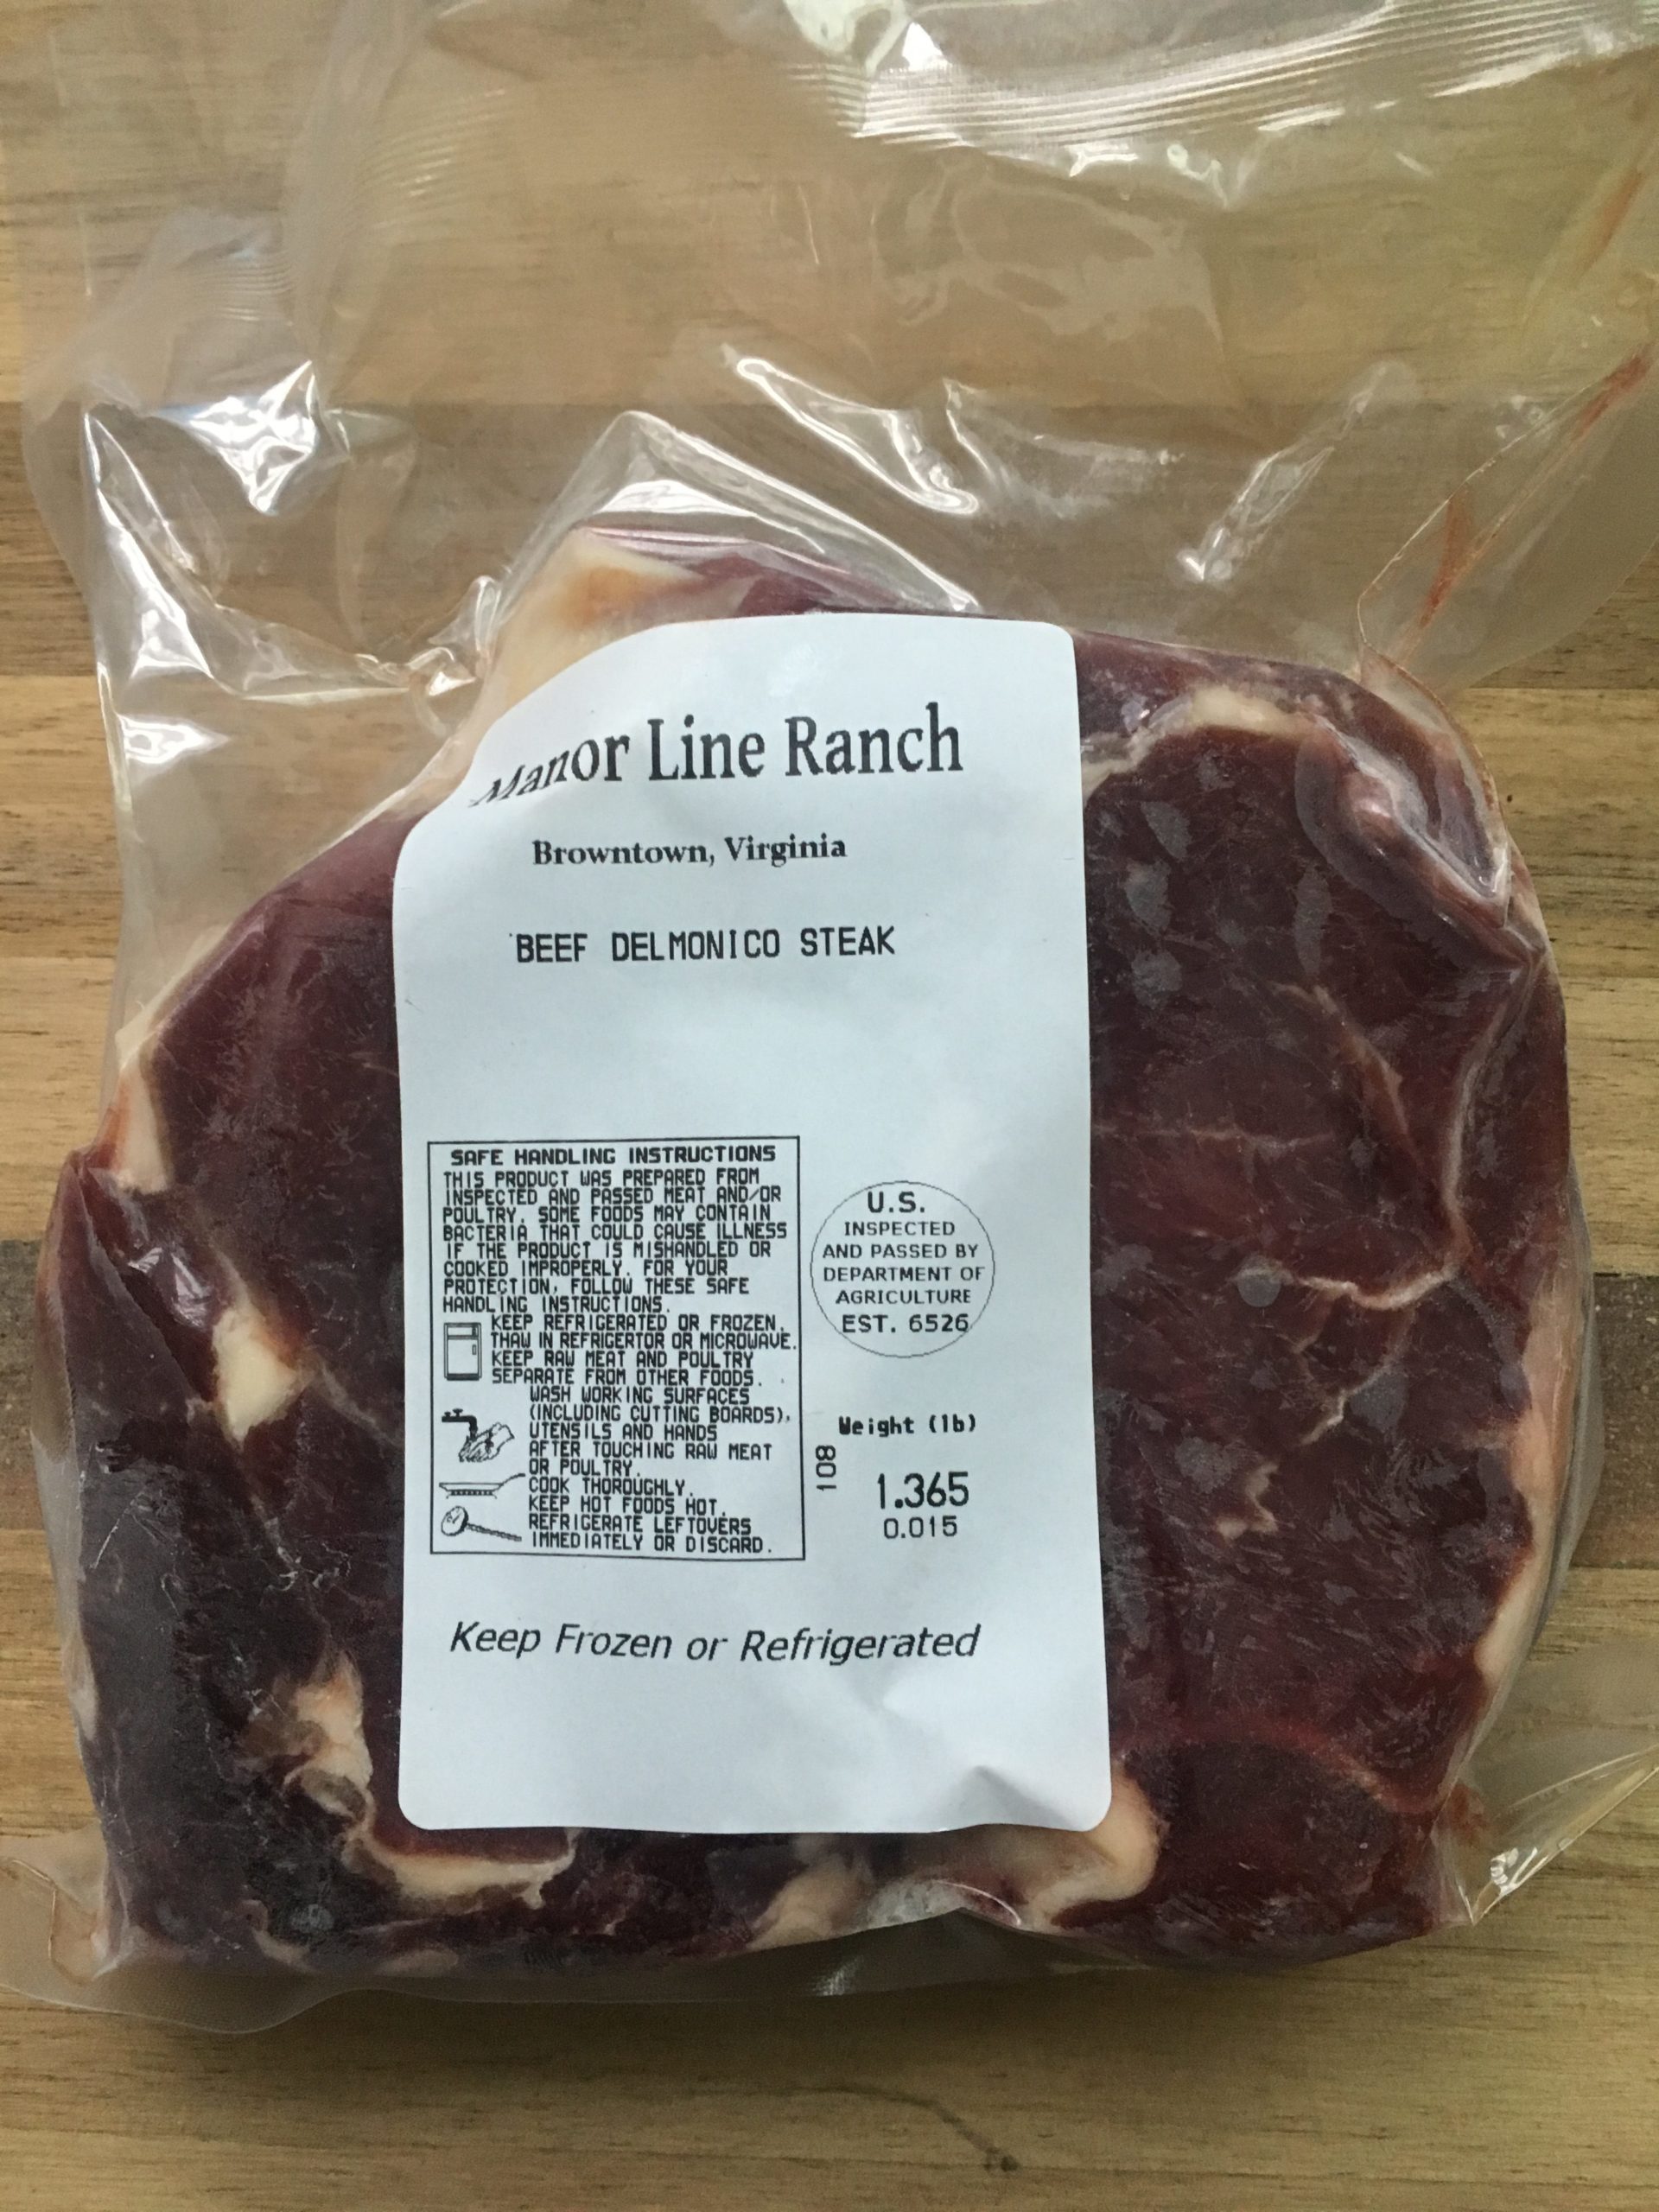 Manor Line Ranch
Browntown, Virginia
BEEF DELMONICO STEAK
SAFE HANDLING INSTRUCTIONS
THIS PRODUCT WAS PREPARED FROM
INSPECTED AND PASSED MEAT AND/OR
POULTRY. SOME FOODS MAY CONTAIN
BACTERIA THAT COULD CAUSE ILLNESS
IF THE PRODUCT IS MISHANDLED OR
COOKED IMPROPERLY. FOR YOUR
PROTECTION, FOLLOW THESE SAFE
HANDLING INSTRUCTIONS.
KEEP REFRIGERATED OR FROZEN.
THAW IN REFRIGERTOR OR MICROWAVE.
KEEP RAW MEAT AND POULTRY
SEPARATE FROM OTHER FOODS.
WASH WORKING SURFACES
(INCLUDING CUTTING BOARDS),
UTENSILS AND HANDS
AFTER TOUCHING RAW MEAT
OR POULTRY.
COOK THOROUGHLY.
KEEP HOT FOODS HOT.
REFRIGERATE LEFTOVERS
IMMEDIATELY OR DISCARD.
U.S.
INSPECTED
AND PASSED BY
DEPARTMENT OF
AGRICULTURE
EST. 6526
Weight (lb)
108
1.365
0.015
Keep Frozen or Refrigerated